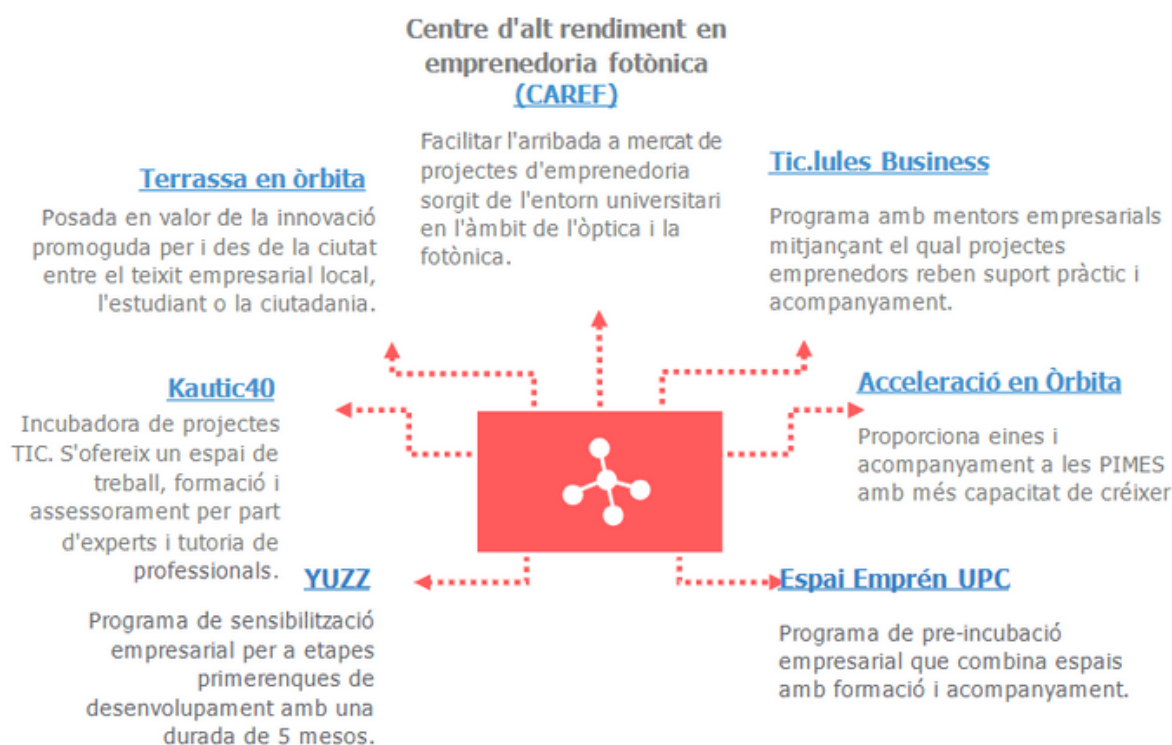 Centre d'alt rendiment en
emprenedoria fotònica
(CAREF)
Facilitar l'arribada a mercat de
projectes d'emprenedoria
sorgit de l'entorn universitari
en l'àmbit de l'òptica i la
fotònica.
Terrassa en òrbita
Posada en valor de la innovació
promoguda per i des de la ciutat
entre el teixit empresarial local,
l'estudiant o la ciutadania.
Tic.lules Business
Programa amb mentors empresarials
mitjançant el qual projectes
emprenedors reben suport pràctic i
acompanyament.
Kautic40
Incubadora de projectes
TIC. S'ofereix un espai de
treball, formació i
assessorament per part
d'experts i tutoria de
professionals.
Acceleració en Òrbita
Proporciona eines i
acompanyament a les PIMES
amb més capacitat de créixer
YUZZ
Programa de sensibilització
empresarial per a etapes
primerenques de
desenvolupament amb una
durada de 5 mesos.
Espai Emprén UPC
Programa de pre-incubació
empresarial que combina espais
amb formació i acompanyament.